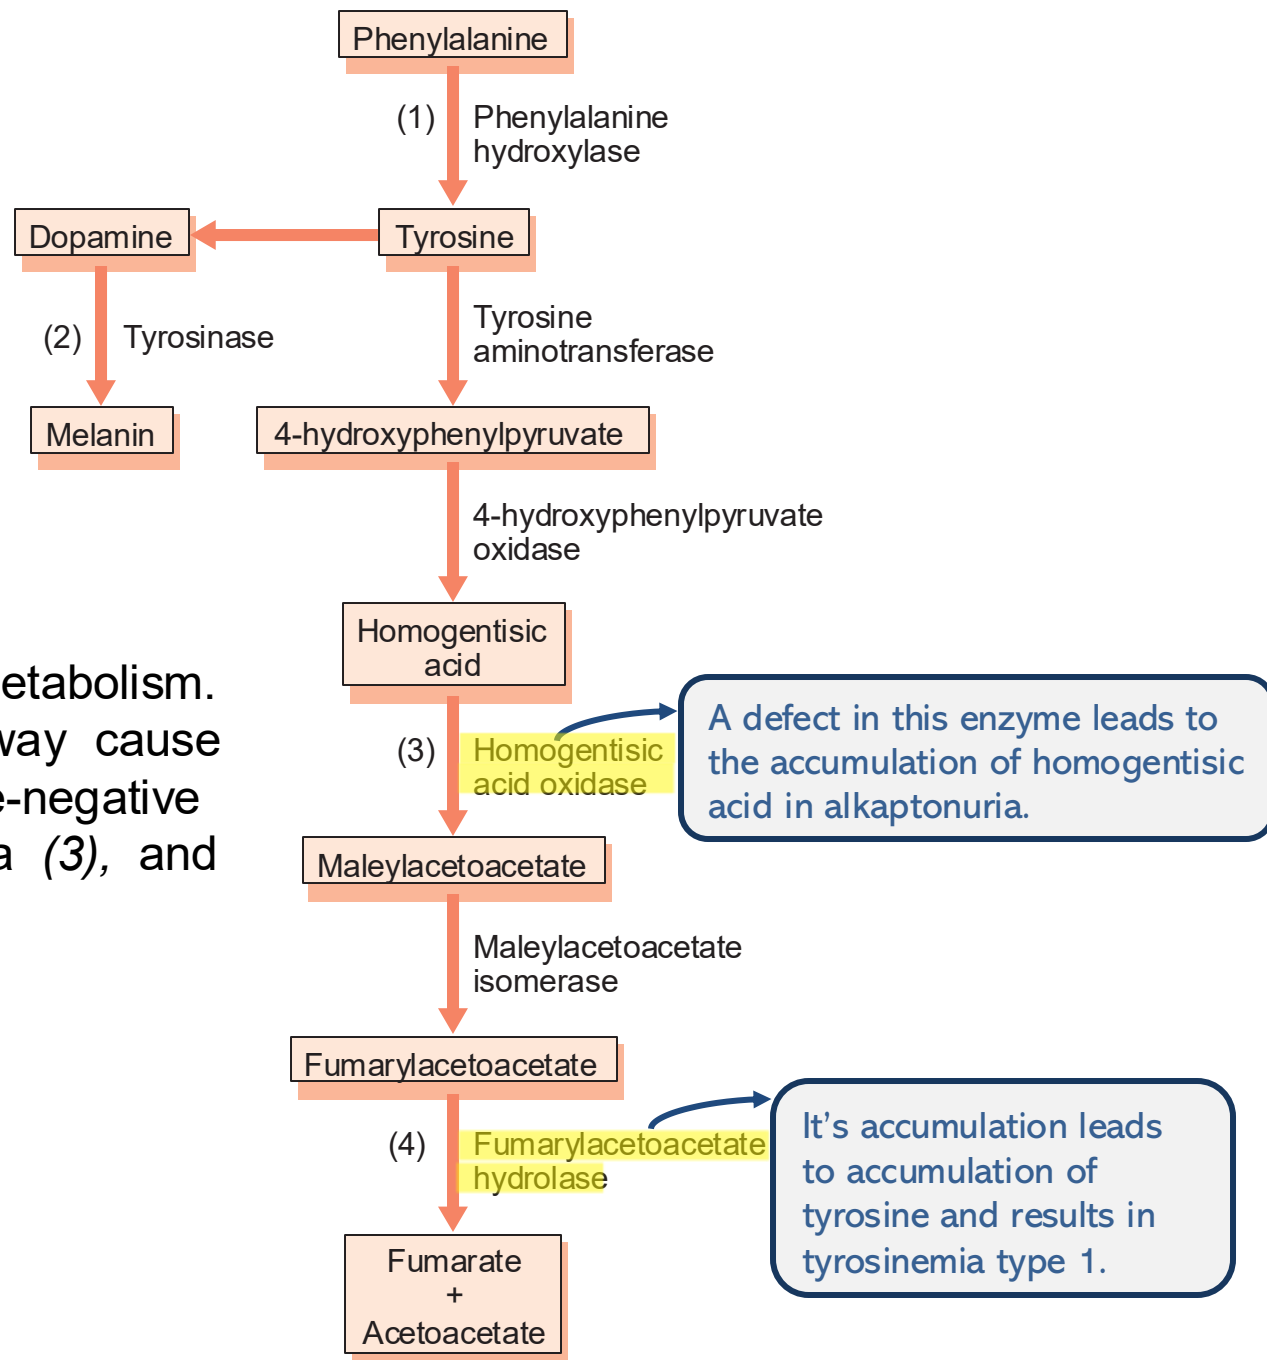 Phenylalanine
(1) Phenylalanine
hydroxylase
Dopamine
Tyrosine
(2) Tyrosinase
Tyrosine
aminotransferase
Melanin
4-hydroxyphenylpyruvate
4-hydroxyphenylpyruvate
oxidase
Homogentisic
acid
etabolism.
way cause
e-negative
a (3), and
(3) Homogentisic
acid oxidase
A defect in this enzyme leads to
the accumulation of homogentisic
acid in alkaptonuria.
Maleylacetoacetate
Maleylacetoacetate
isomerase
Fumarylacetoacetate
(4) Fumarylacetoacetate
hydrolase
It's accumulation leads
to accumulation of
tyrosine and results in
tyrosinemia type 1.
Fumarate
+
Acetoacetate